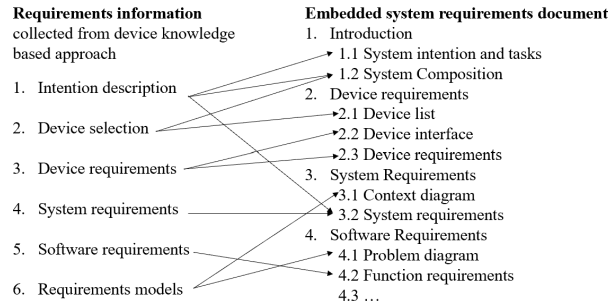 Requirements information
collected from device knowledge
based approach
1. Intention description
2. Device selection
3. Device requirements
4. System requirements
5. Software requirements
6. Requirements models
Embedded system requirements document
1. Introduction
1.1 System intention and tasks
1.2 System Composition
2. Device requirements
2.1 Device list
2.2 Device interface
2.3 Device requirements
3. System Requirements
3.1 Context diagram
3.2 System requirements
4. Software Requirements
4.1 Problem diagram
4.2 Function requirements
4.3 …